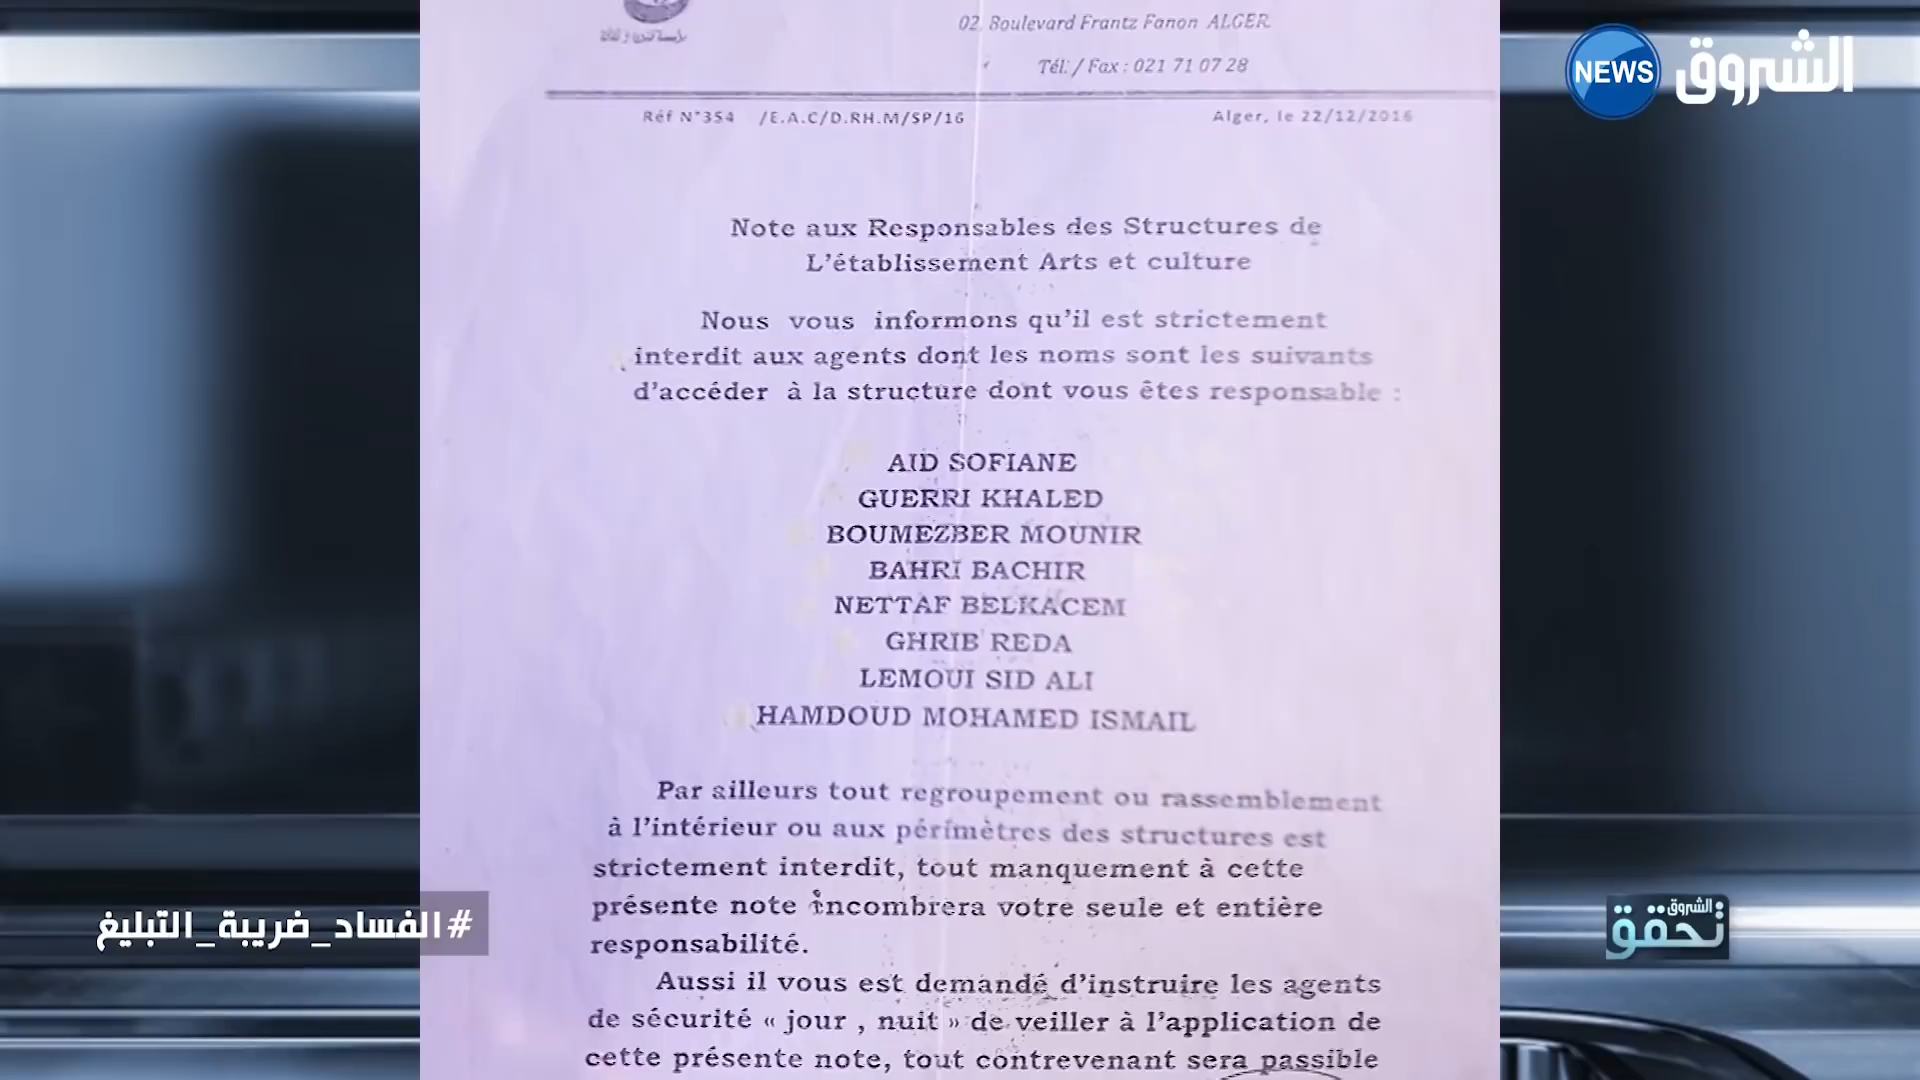 02, Boulevard Frantz Fanon ALGER
Tél. / Fax : 021 71 07 28
NEWS الشروق
Réf N°354 /E.A.C/D.RH.M/SP/16 Alger, le 22/12/2016
Note aux Responsables des Structures de
L'établissement Arts et culture
Nous vous informons qu'il est strictement
interdit aux agents dont les noms sont les suivants
d'accéder à la structure dont vous êtes responsable :
AID SOFIANE
GUERRI KHALED
BOUMEZBER MOUNIR
BAHRI BACHIR
NETTAF BELKACEM
GHRIB REDA
LEMOUI SID ALI
HAMDOUD MOHAMED ISMAIL
Par ailleurs tout regroupement ou rassemblement
à l'intérieur ou aux périmètres des structures est
strictement interdit, tout manquement à cette
présente note incombrera votre seule et entière
responsabilité.
Aussi il vous est demandé d'instruire les agents
de sécurité « jour , nuit » de veiller à l'application de
cette présente note, tout contrevenant sera passible
#الفساد_ضريبة_التبليغ
الشروق
تحقق